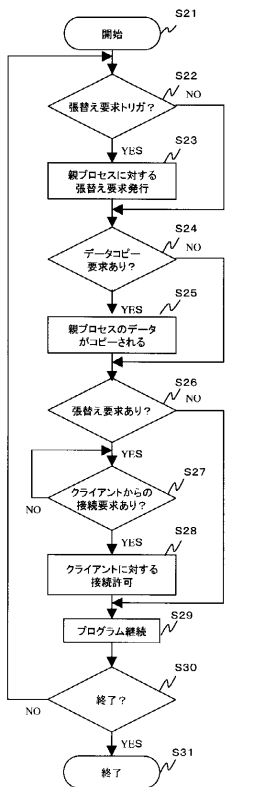 S21
開始
S22
張替え要求トリガ？
NO
YES
S23
親プロセスに対する
張替え要求発行
S24
データコピー
要求あり？
NO
YES
S25
親プロセスのデータ
がコピーされる
S26
張替え要求あり？
NO
YES
S27
クライアントからの
接続要求あり？
NO
YES
S28
クライアントに対する
接続許可
S29
プログラム継続
S30
終了？
NO
YES
S31
終了